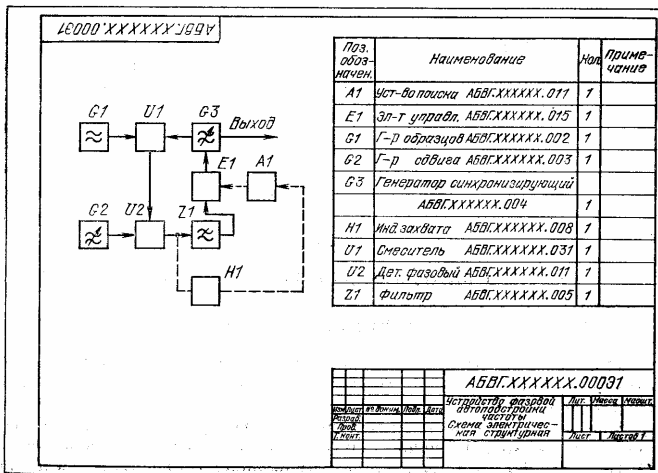 АБВГ.XXXXXX.000Э1
G1 U1 G3 Выход
E1 A1
G2 U2 Z1
H1
Поз. обозначен. Наименование Кол Примечание
A1 Уст-во поиска АБВГ.XXXXXX.011 1
E1 Эл-т управл. АБВГ.XXXXXX.015 1
G1 Г-р образцов АБВГ.XXXXXX.002 1
G2 Г-р сдвига АБВГ.XXXXXX.003 1
G3 Генератор синхронизирующий
АБВГ.XXXXXX.004 1
H1 Инд. захвата АБВГ.XXXXXX.008 1
U1 Смеситель АБВГ.XXXXXX.031 1
U2 Дет. фазовый АБВГ.XXXXXX.011 1
Z1 Фильтр АБВГ.XXXXXX.005 1
АБВГ.XXXXXX.000Э1
Устройство фазовой
автоподстройки
частоты
Схема электричес-
кая структурная
Лит. Масса Масшт.
Изм Лист № докум. Подп. Дата
Разраб.
Пров.
Т. конт.
Лист Листов 1